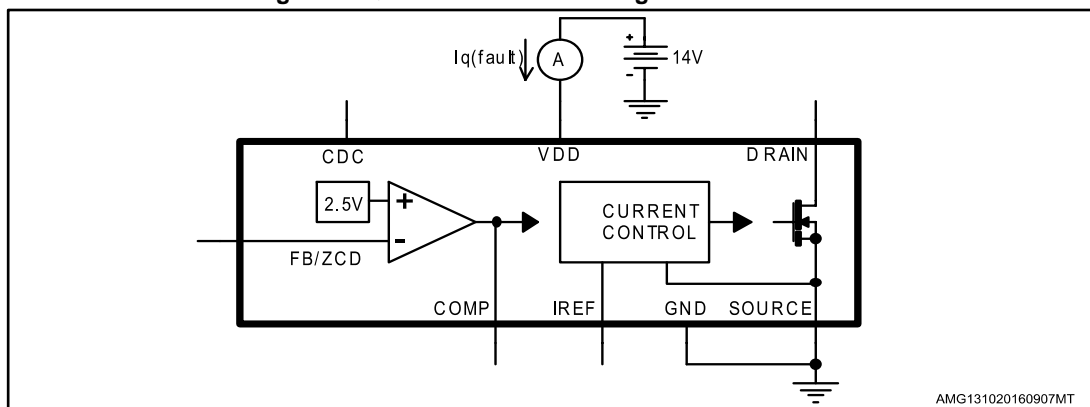 +
Iq(fault)
A
14V
-
CDC
VDD
DRAIN
2.5V
+
-
CURRENT
CONTROL
FB/ZCD
COMP
IREF
GND
SOURCE
AMG131020160907MT